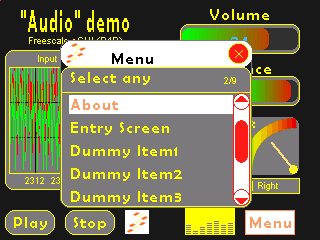 "Audio" demo
Volume
Input
Menu
Select any
2/9
About
Entry Screen
Dummy Item1
Dummy Item2
Dummy Item3
2312
Right
Play
Stop
Menu